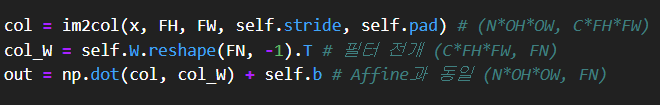 col = im2col(x, FH, FW, self.stride, self.pad) # (N*OH*OW, C*FH*FW)
col_W = self.W.reshape(FN, -1).T # 필터 전개 (C*FH*FW, FN)
out = np.dot(col, col_W) + self.b # Affine과 동일 (N*OH*OW, FN)